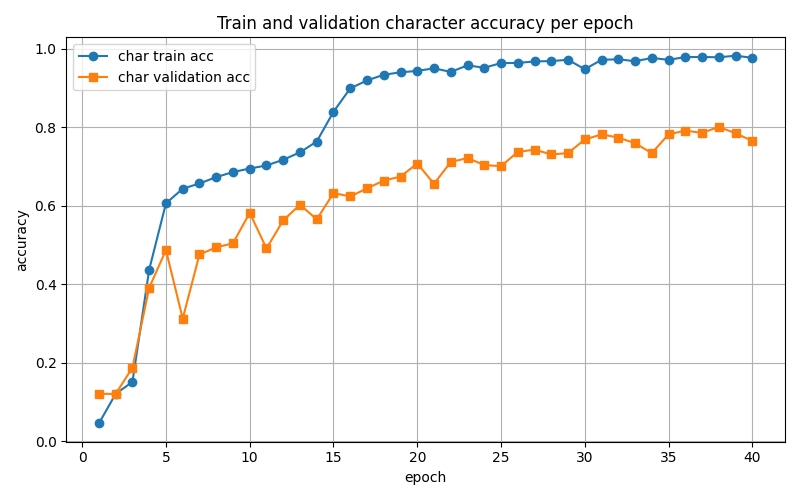 Train and validation character accuracy per epoch
char train acc
char validation acc
1.0
0.8
0.6
0.4
0.2
0.0
accuracy
0 5 10 15 20 25 30 35 40
epoch